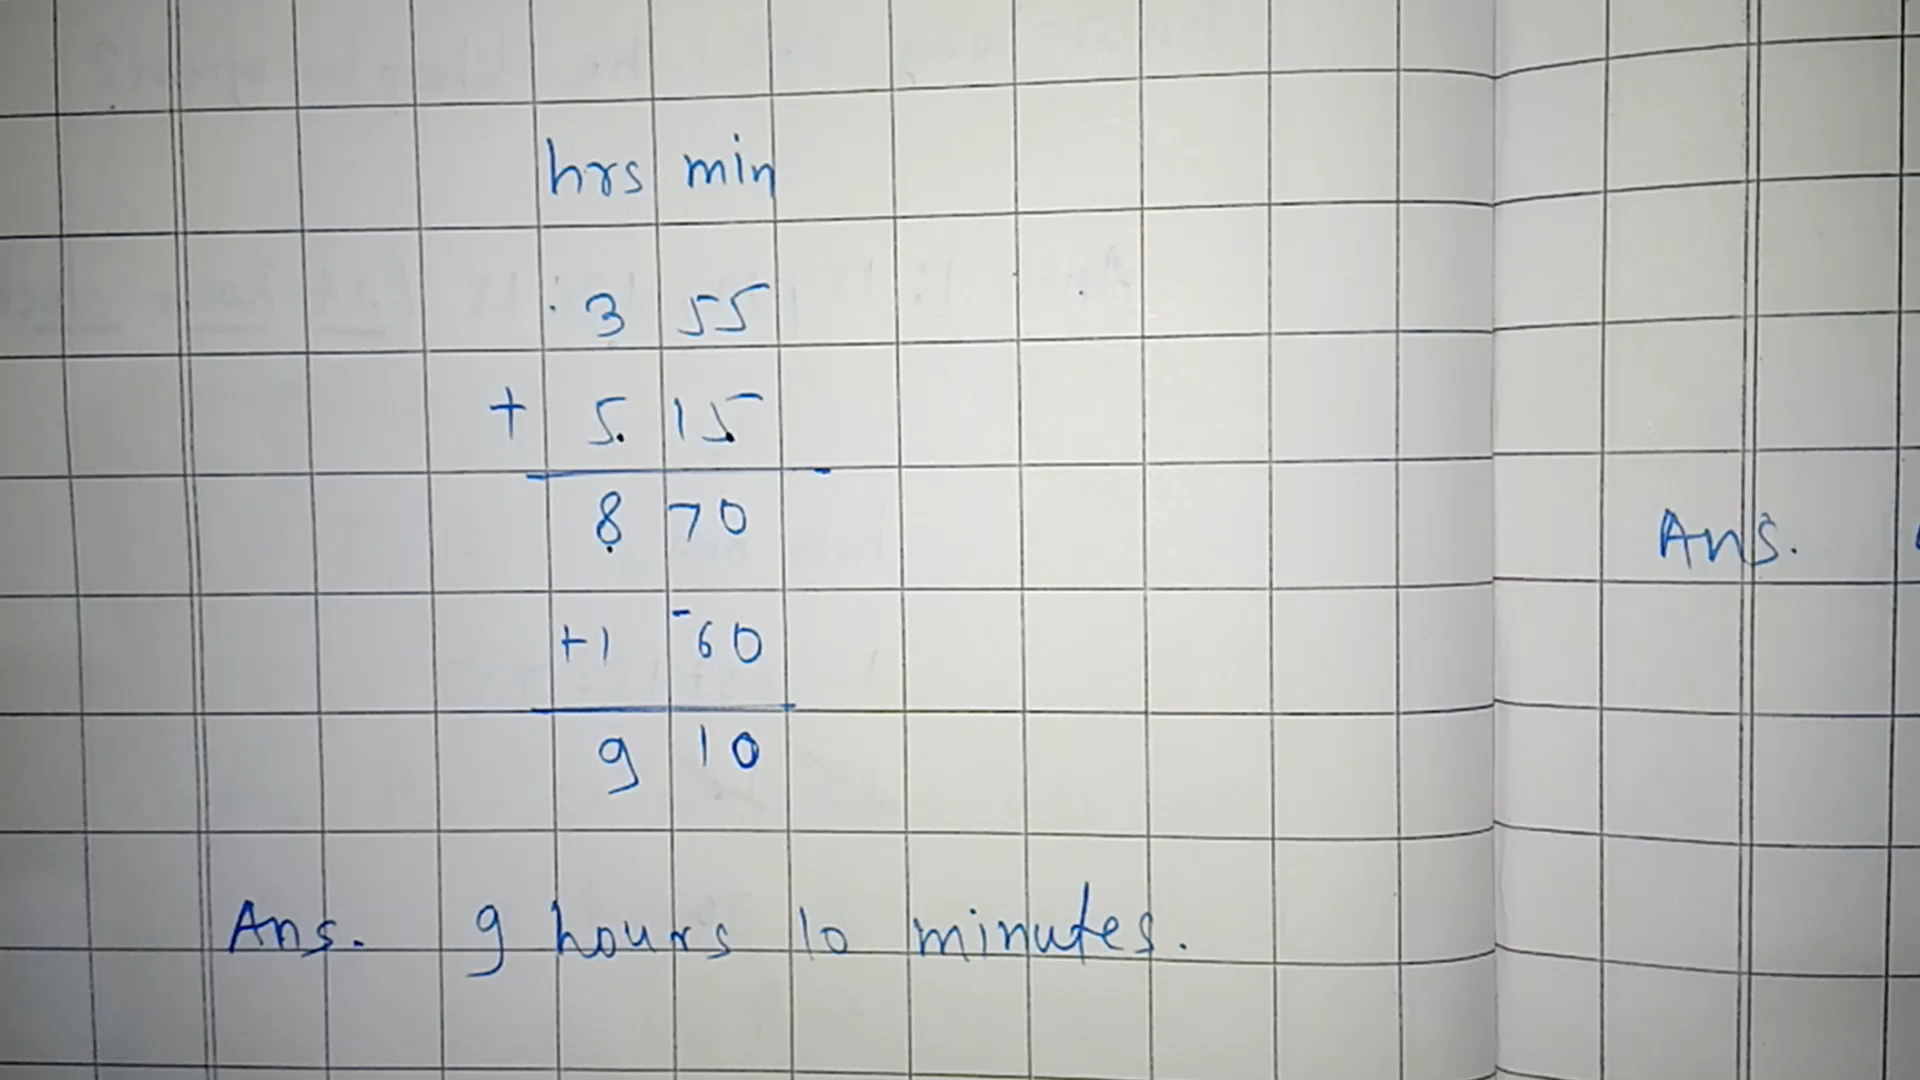 hrs min
3 55
+ 5 15
8 70
+1 -60
9 10
Ans. 9 hours 10 minutes.
Ans.